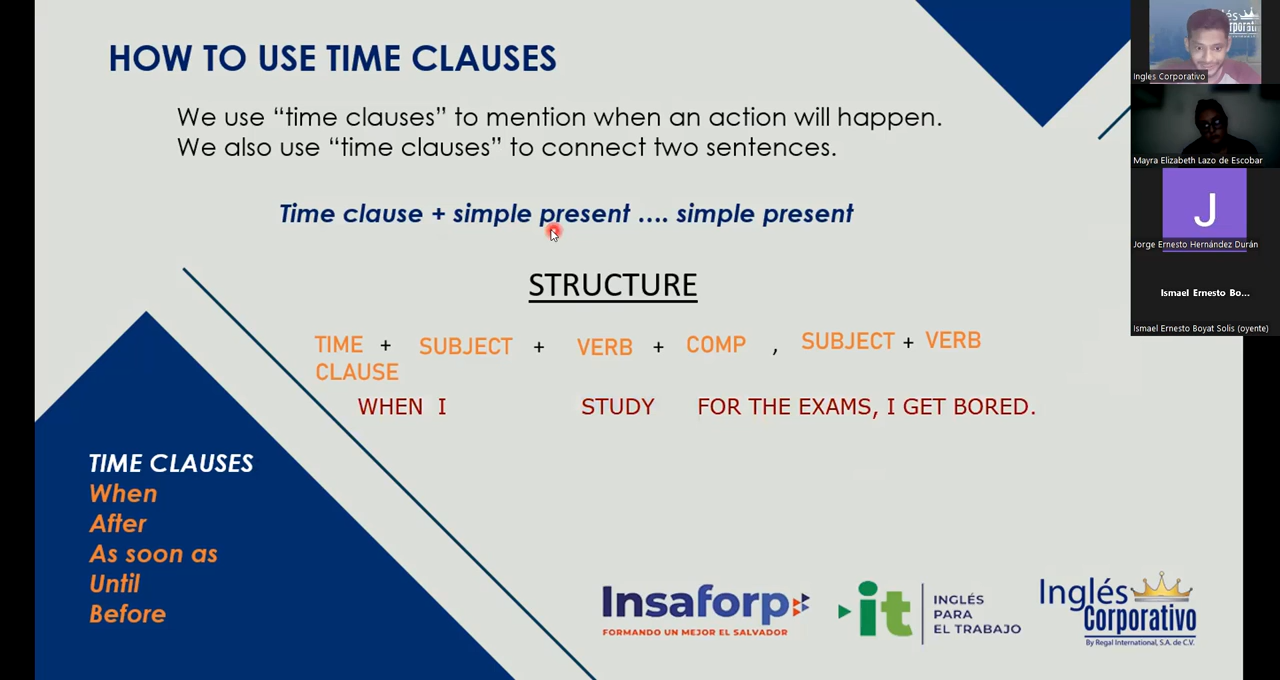 HOW TO USE TIME CLAUSES
We use “time clauses” to mention when an action will happen.
We also use “time clauses” to connect two sentences.
Time clause + simple present .... simple present
STRUCTURE
TIME + SUBJECT + VERB + COMP , SUBJECT + VERB
CLAUSE
WHEN I STUDY FOR THE EXAMS, I GET BORED.
TIME CLAUSES
When
After
As soon as
Until
Before
Insaforp
FORMANDO UN MEJOR EL SALVADOR
it
INGLÉS
PARA
EL TRABAJO
Inglés
Corporativo
By Regal International, S.A. de C.V.
Ingles Corporativo
Mayra Elizabeth Lazo de Escobar
J
Jorge Ernesto Hernández Durán
Ismael Ernesto Bo...
Ismael Ernesto Boyat Solis (oyente)